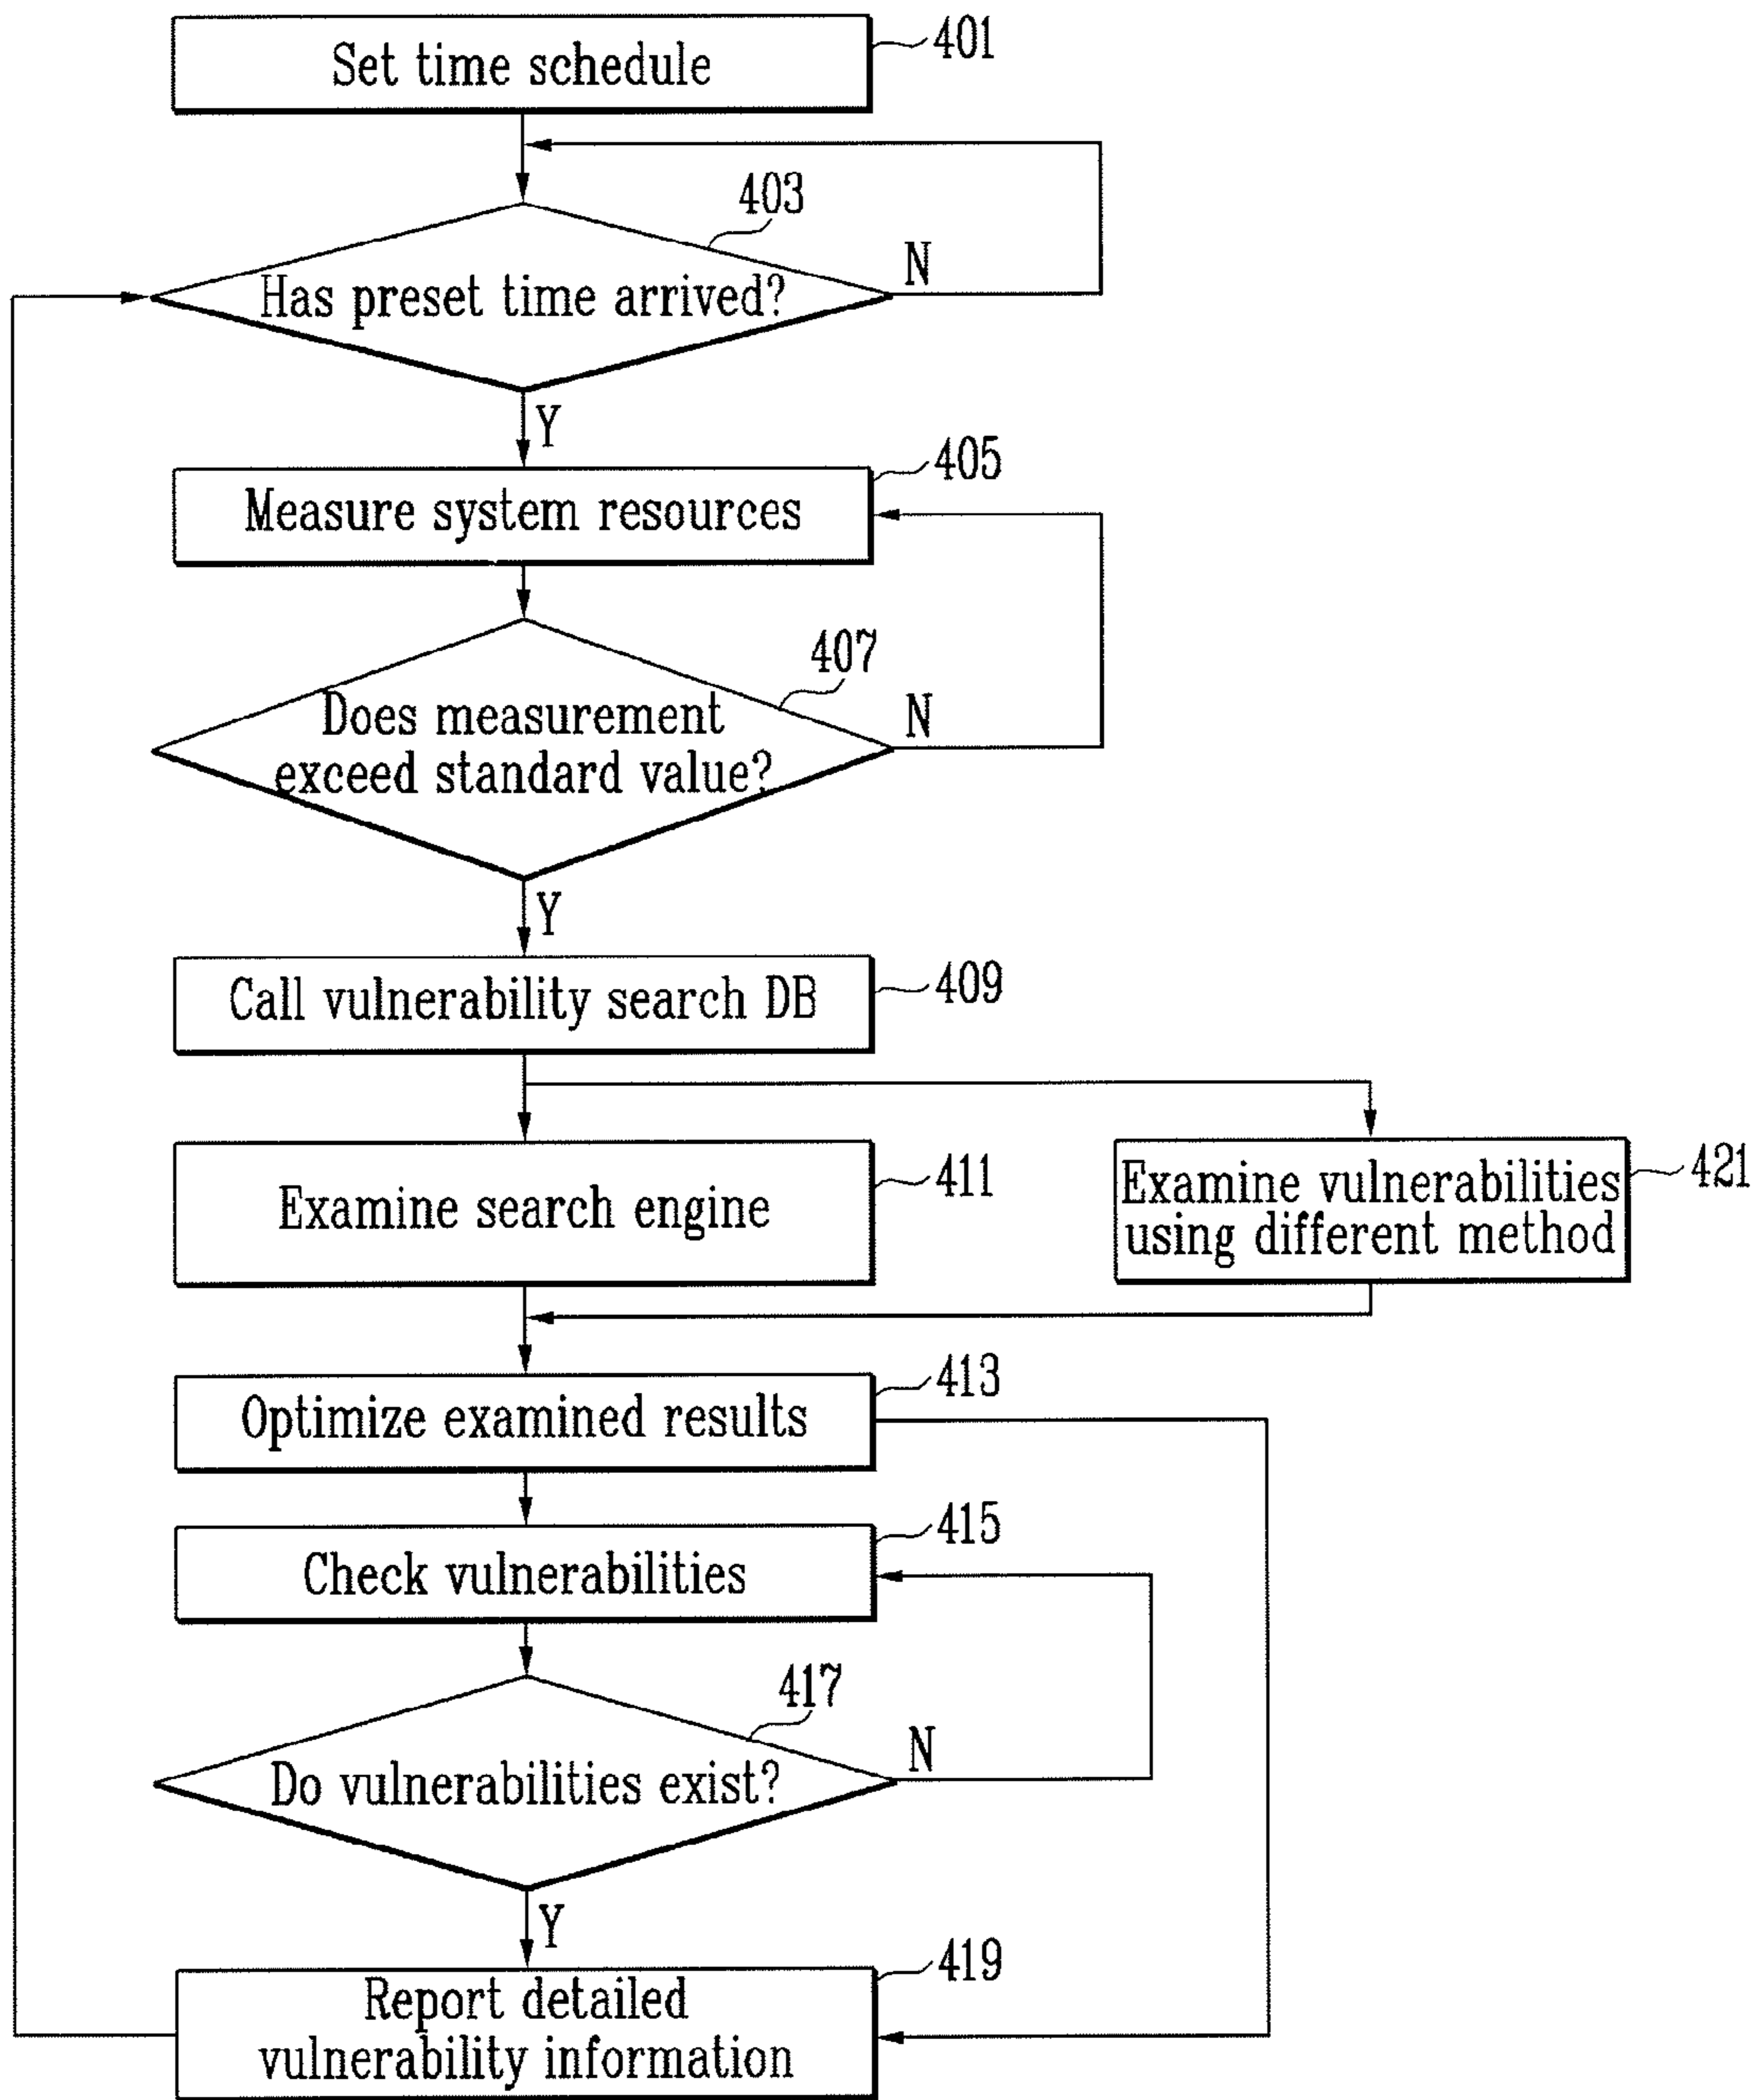 Set time schedule
401
403
Has preset time arrived?
N
Y
Measure system resources
405
407
Does measurement
exceed standard value?
N
Y
Call vulnerability search DB
409
Examine search engine
411
Examine vulnerabilities
using different method
421
Optimize examined results
413
Check vulnerabilities
415
417
Do vulnerabilities exist?
N
Y
Report detailed
vulnerability information
419